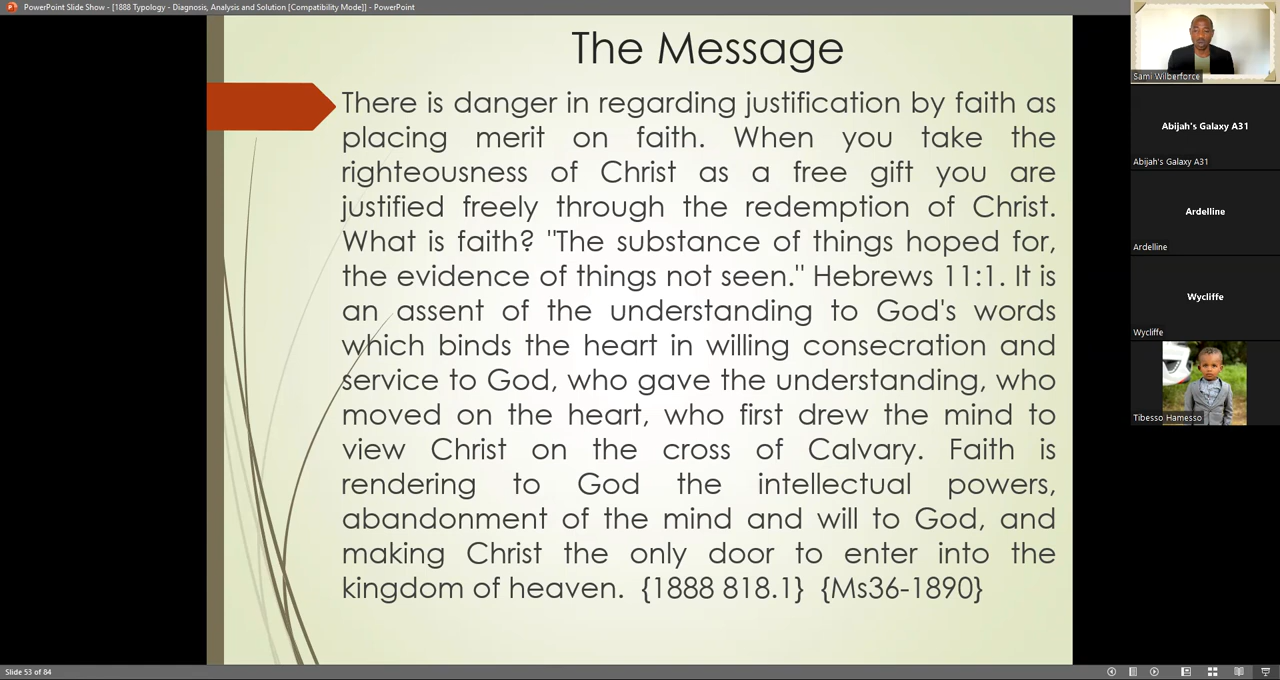 PowerPoint Slide Show - [1888 Typology - Diagnosis, Analysis and Solution [Compatibility Mode]] - PowerPoint
The Message
There is danger in regarding justification by faith as
placing merit on faith. When you take the
righteousness of Christ as a free gift you are
justified freely through the redemption of Christ.
What is faith? "The substance of things hoped for,
the evidence of things not seen." Hebrews 11:1. It is
an assent of the understanding to God's words
which binds the heart in willing consecration and
service to God, who gave the understanding, who
moved on the heart, who first drew the mind to
view Christ on the cross of Calvary. Faith is
rendering to God the intellectual powers,
abandonment of the mind and will to God, and
making Christ the only door to enter into the
kingdom of heaven. {1888 818.1} {Ms36-1890}
Sami Wilberforce
Abijah's Galaxy A31
Abijah's Galaxy A31
Ardelline
Ardelline
Wycliffe
Wycliffe
Tibesso Hamesso
Slide 53 of 84